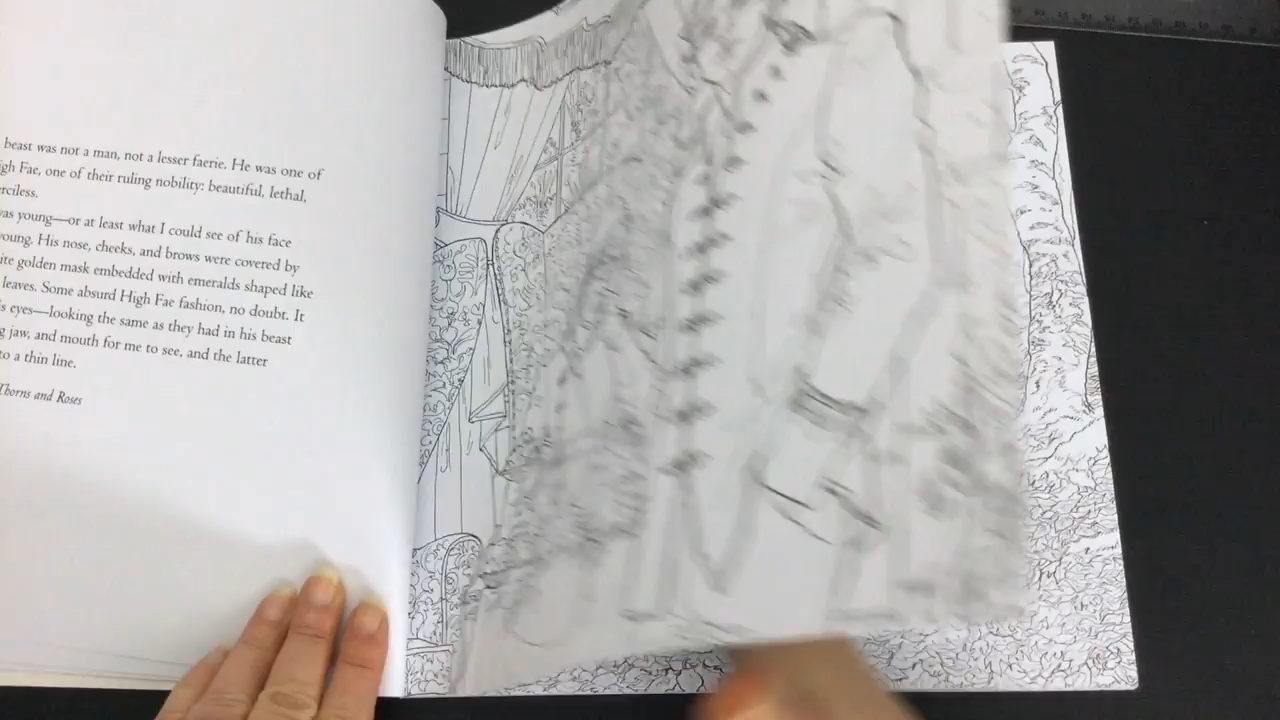 beast was not a man, not a lesser faerie. He was one of
gh Fae, one of their ruling nobility: beautiful, lethal,
rciless.
as young—or at least what I could see of his face
oung. His nose, cheeks, and brows were covered by
ite golden mask embedded with emeralds shaped like
leaves. Some absurd High Fae fashion, no doubt. It
s eyes—looking the same as they had in his beast
g jaw, and mouth for me to see, and the latter
to a thin line.
Thorns and Roses